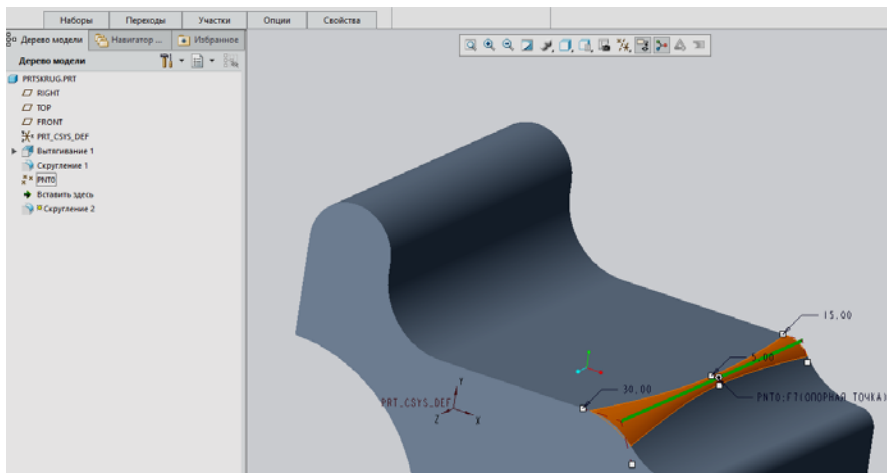 Наборы Переходы Участки Опции Свойства
Дерево модели Навигатор ... Избранное
Дерево модели
PRTSKRUG.PRT
RIGHT
TOP
FRONT
PRT_CSYS_DEF
Вытягивание 1
Скругление 1
PNT0
Вставить здесь
Скругление 2
15.00
5.00
30.00
PNT0:F7(ОПОРНАЯ ТОЧКА)
PRT_CSYS_DEF
Y
Z X